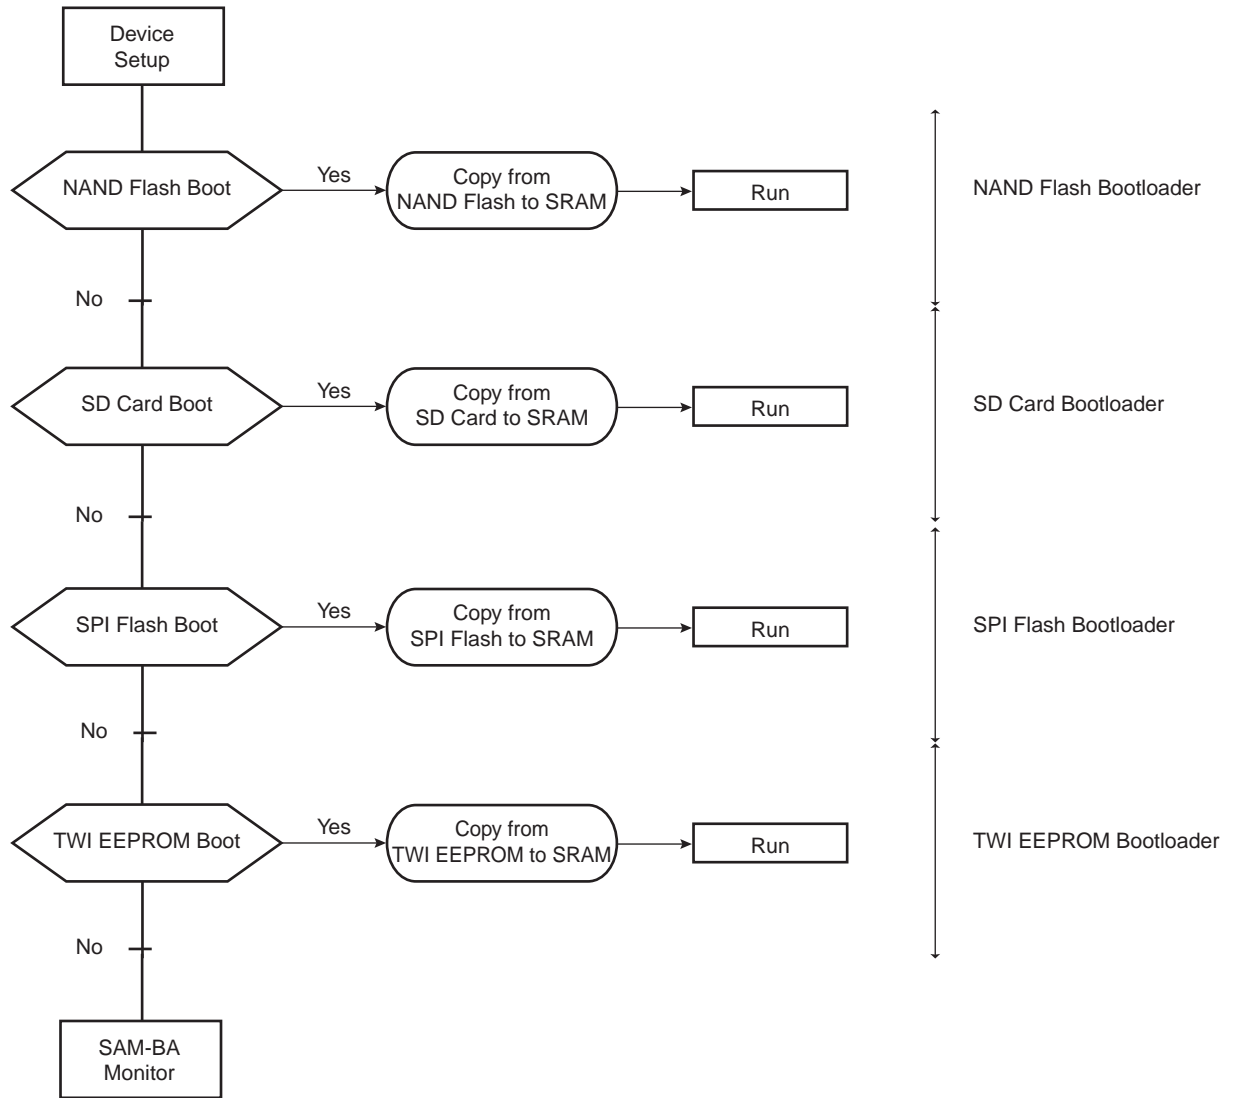 Device
Setup
NAND Flash Boot
Yes
Copy from
NAND Flash to SRAM
Run
NAND Flash Bootloader
No
SD Card Boot
Yes
Copy from
SD Card to SRAM
Run
SD Card Bootloader
No
SPI Flash Boot
Yes
Copy from
SPI Flash to SRAM
Run
SPI Flash Bootloader
No
TWI EEPROM Boot
Yes
Copy from
TWI EEPROM to SRAM
Run
TWI EEPROM Bootloader
No
SAM-BA
Monitor